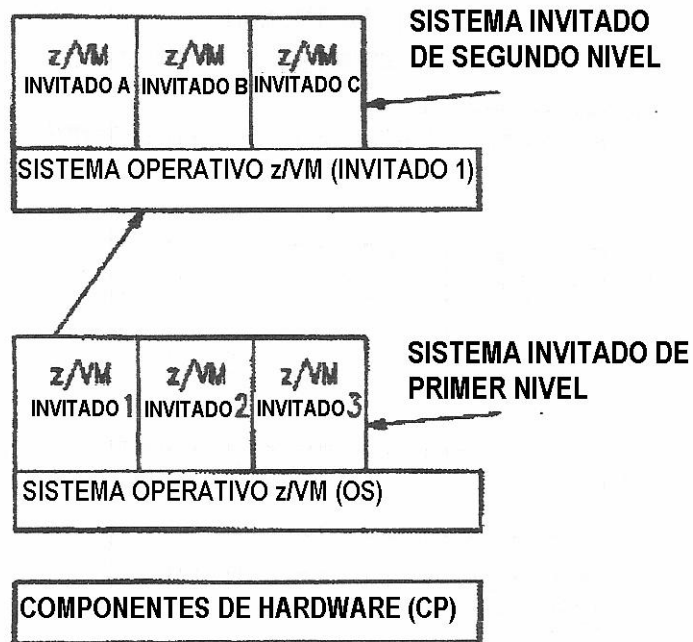 SISTEMA INVITADO
DE SEGUNDO NIVEL
z/VM z/VM z/VM
INVITADO A INVITADO B INVITADO C
SISTEMA OPERATIVO z/VM (INVITADO 1)
SISTEMA INVITADO DE
PRIMER NIVEL
z/VM z/VM z/VM
INVITADO 1 INVITADO 2 INVITADO 3
SISTEMA OPERATIVO z/VM (OS)
COMPONENTES DE HARDWARE (CP)